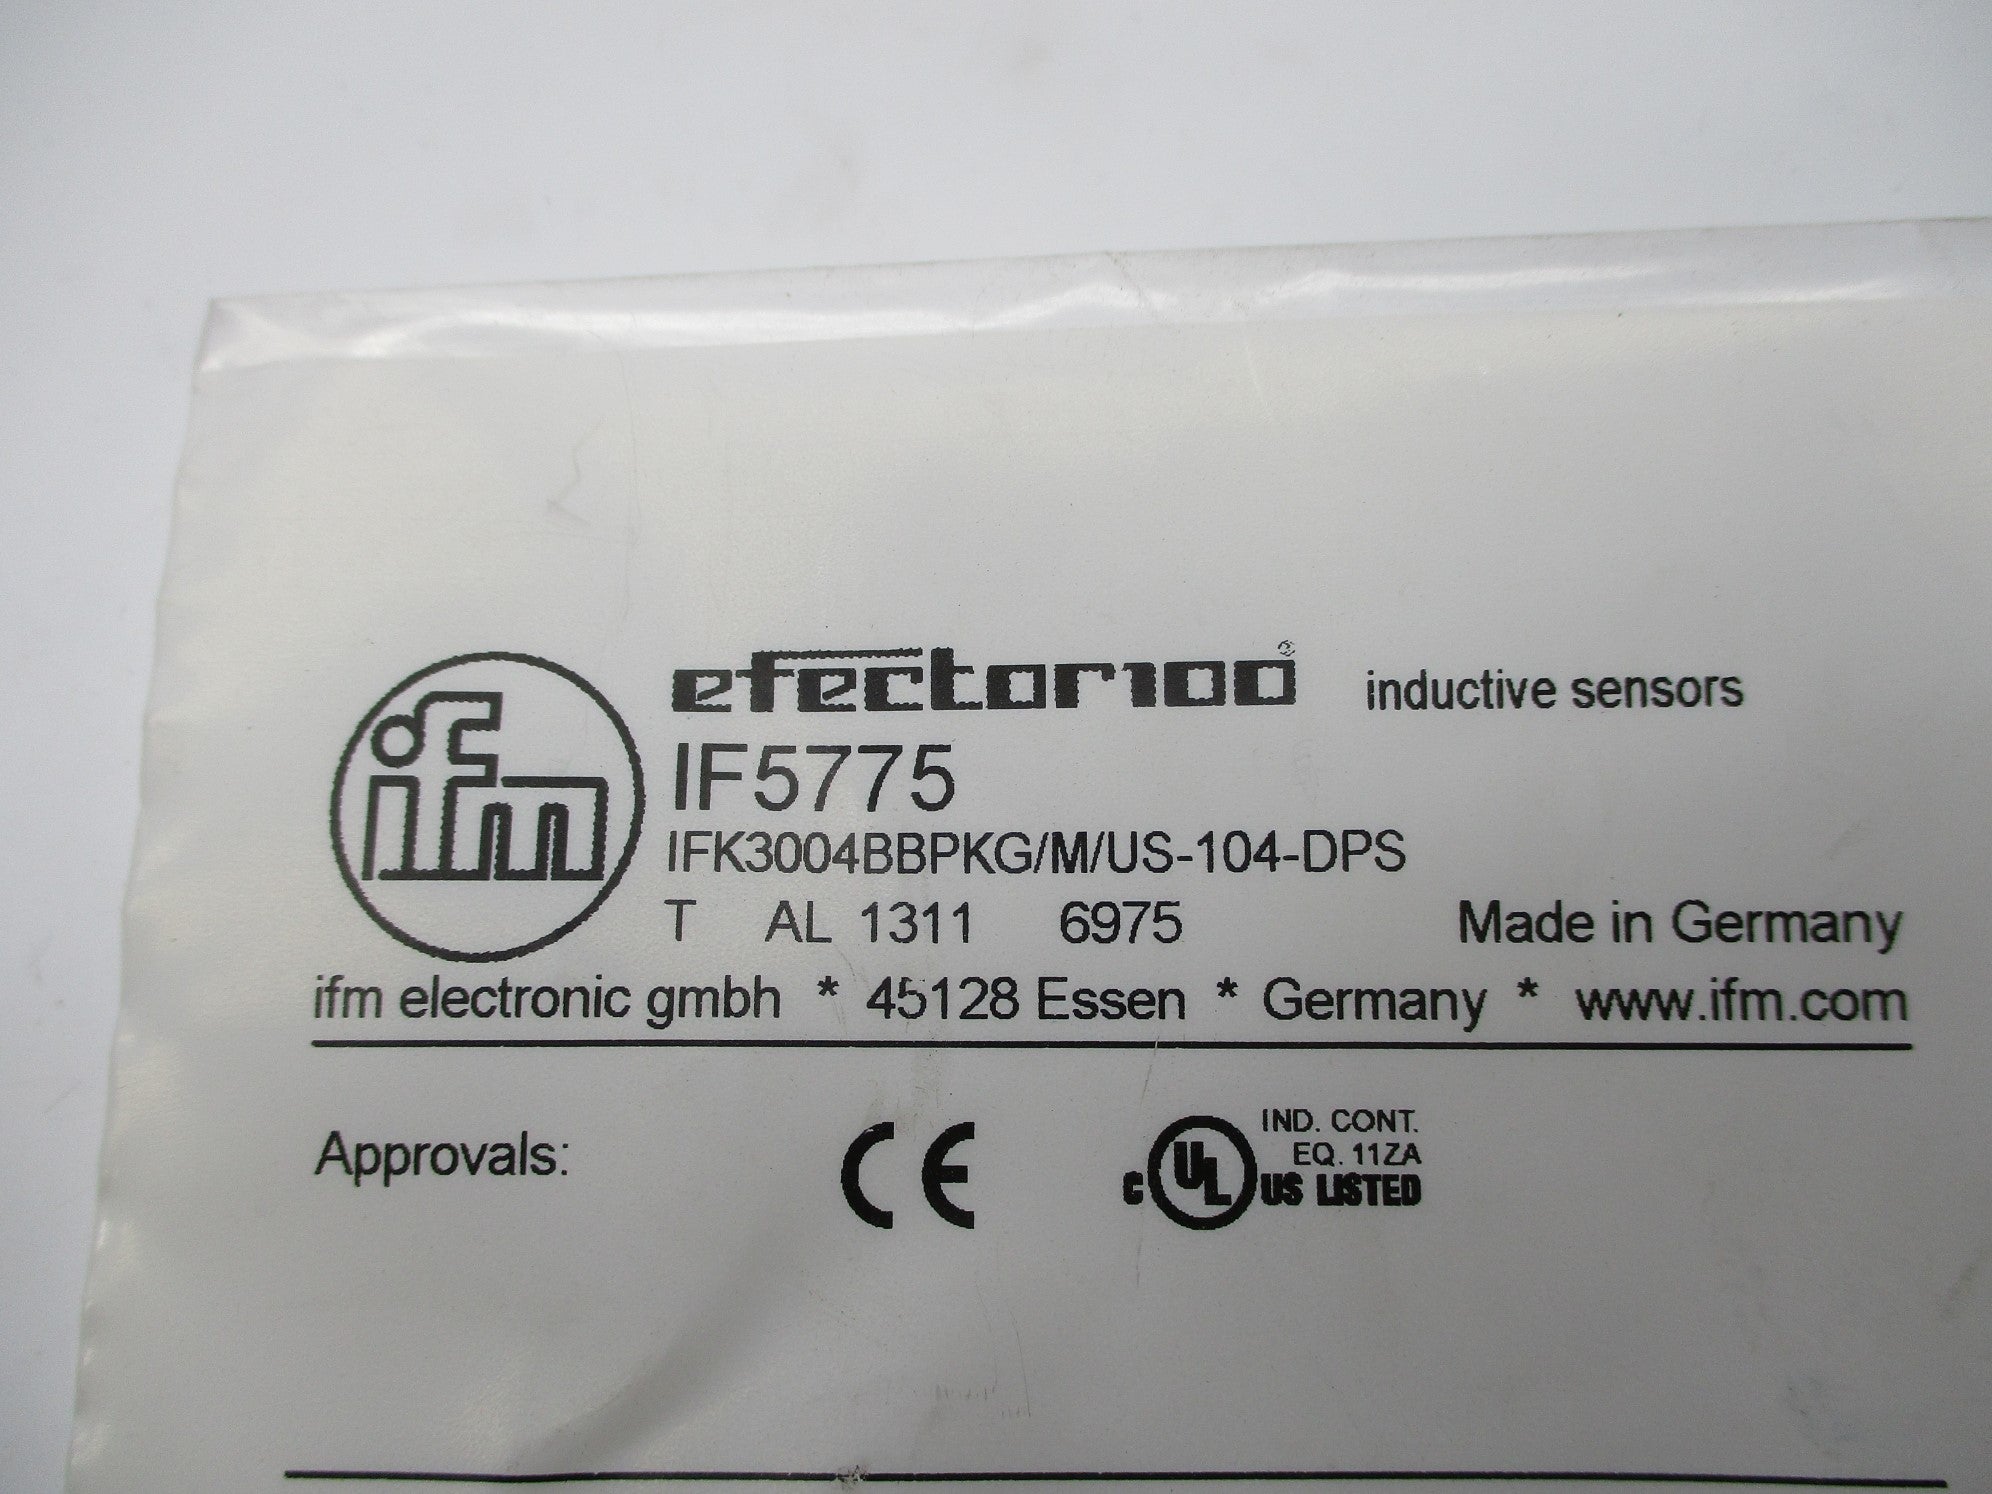 ifm
efector100® inductive sensors
IF5775
IFK3004BBPKG/M/US-104-DPS
T AL 1311 6975 Made in Germany
ifm electronic gmbh * 45128 Essen * Germany * www.ifm.com
Approvals: CE
IND. CONT.
EQ. 11ZA
C UL US LISTED